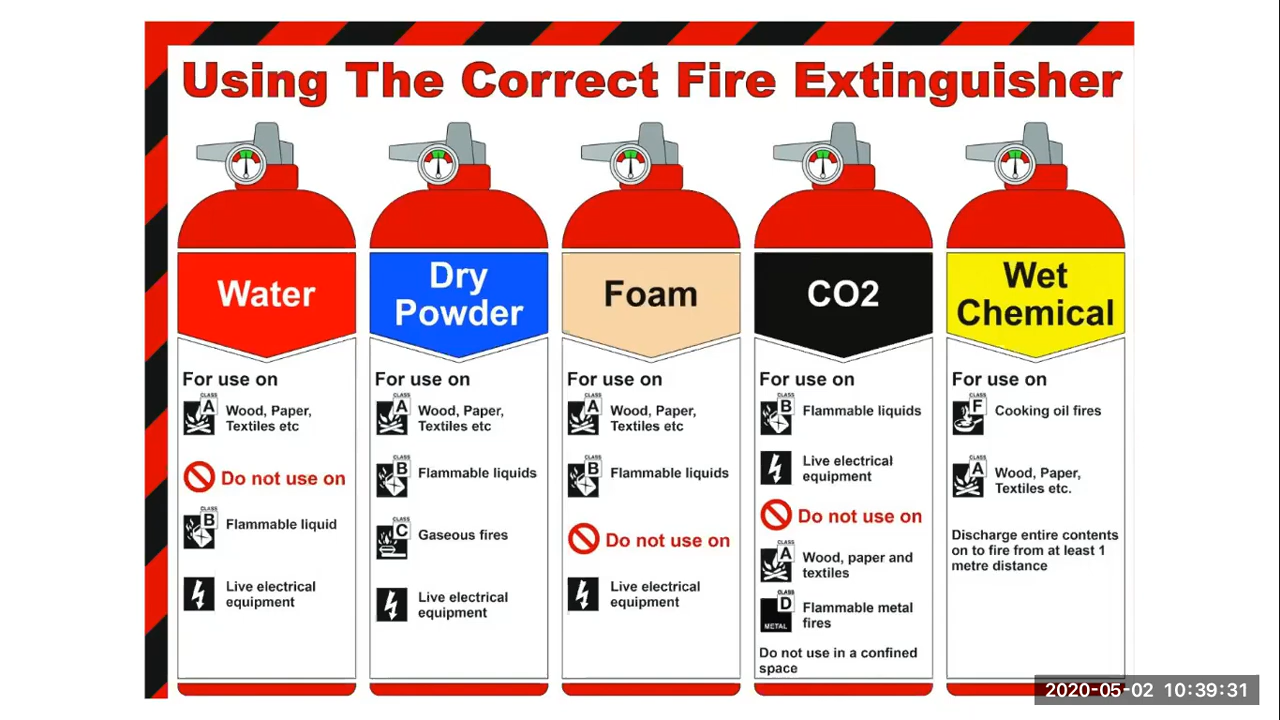 Using The Correct Fire Extinguisher
Water
For use on
CLASS
A
Wood, Paper,
Textiles etc
Do not use on
CLASS
B
Flammable liquid
Live electrical
equipment
Dry
Powder
For use on
CLASS
A
Wood, Paper,
Textiles etc
CLASS
B
Flammable liquids
CLASS
C
Gaseous fires
Live electrical
equipment
Foam
For use on
CLASS
A
Wood, Paper,
Textiles etc
CLASS
B
Flammable liquids
Do not use on
Live electrical
equipment
CO2
For use on
CLASS
B
Flammable liquids
Live electrical
equipment
Do not use on
CLASS
A
Wood, paper and
textiles
CLASS
D
METAL
Flammable metal
fires
Do not use in a confined
space
Wet
Chemical
For use on
CLASS
F
Cooking oil fires
CLASS
A
Wood, Paper,
Textiles etc.
Discharge entire contents
on to fire from at least 1
metre distance
2020-05-02 10:39:31